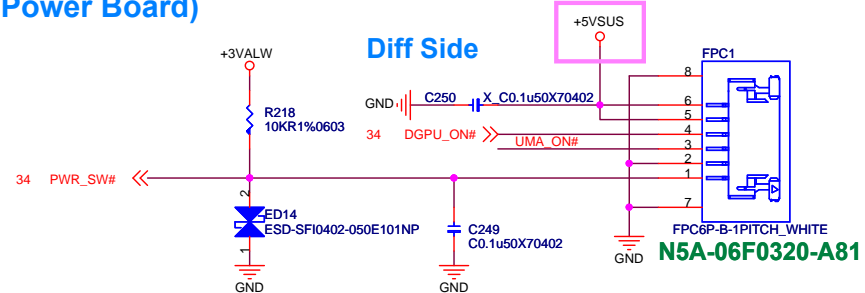 Power Board)
+5VSUS
+3VALW
Diff Side
FPC1
8
GND
C250
X_C0.1u50X70402
6
R218
10KR1%0603
5
34
DGPU_ON#
4
UMA_ON#
3
2
34
PWR_SW#
1
2
ED14
ESD-SFI0402-050E101NP
1
GND
C249
C0.1u50X70402
GND
7
GND
FPC6P-B-1PITCH_WHITE
N5A-06F0320-A81